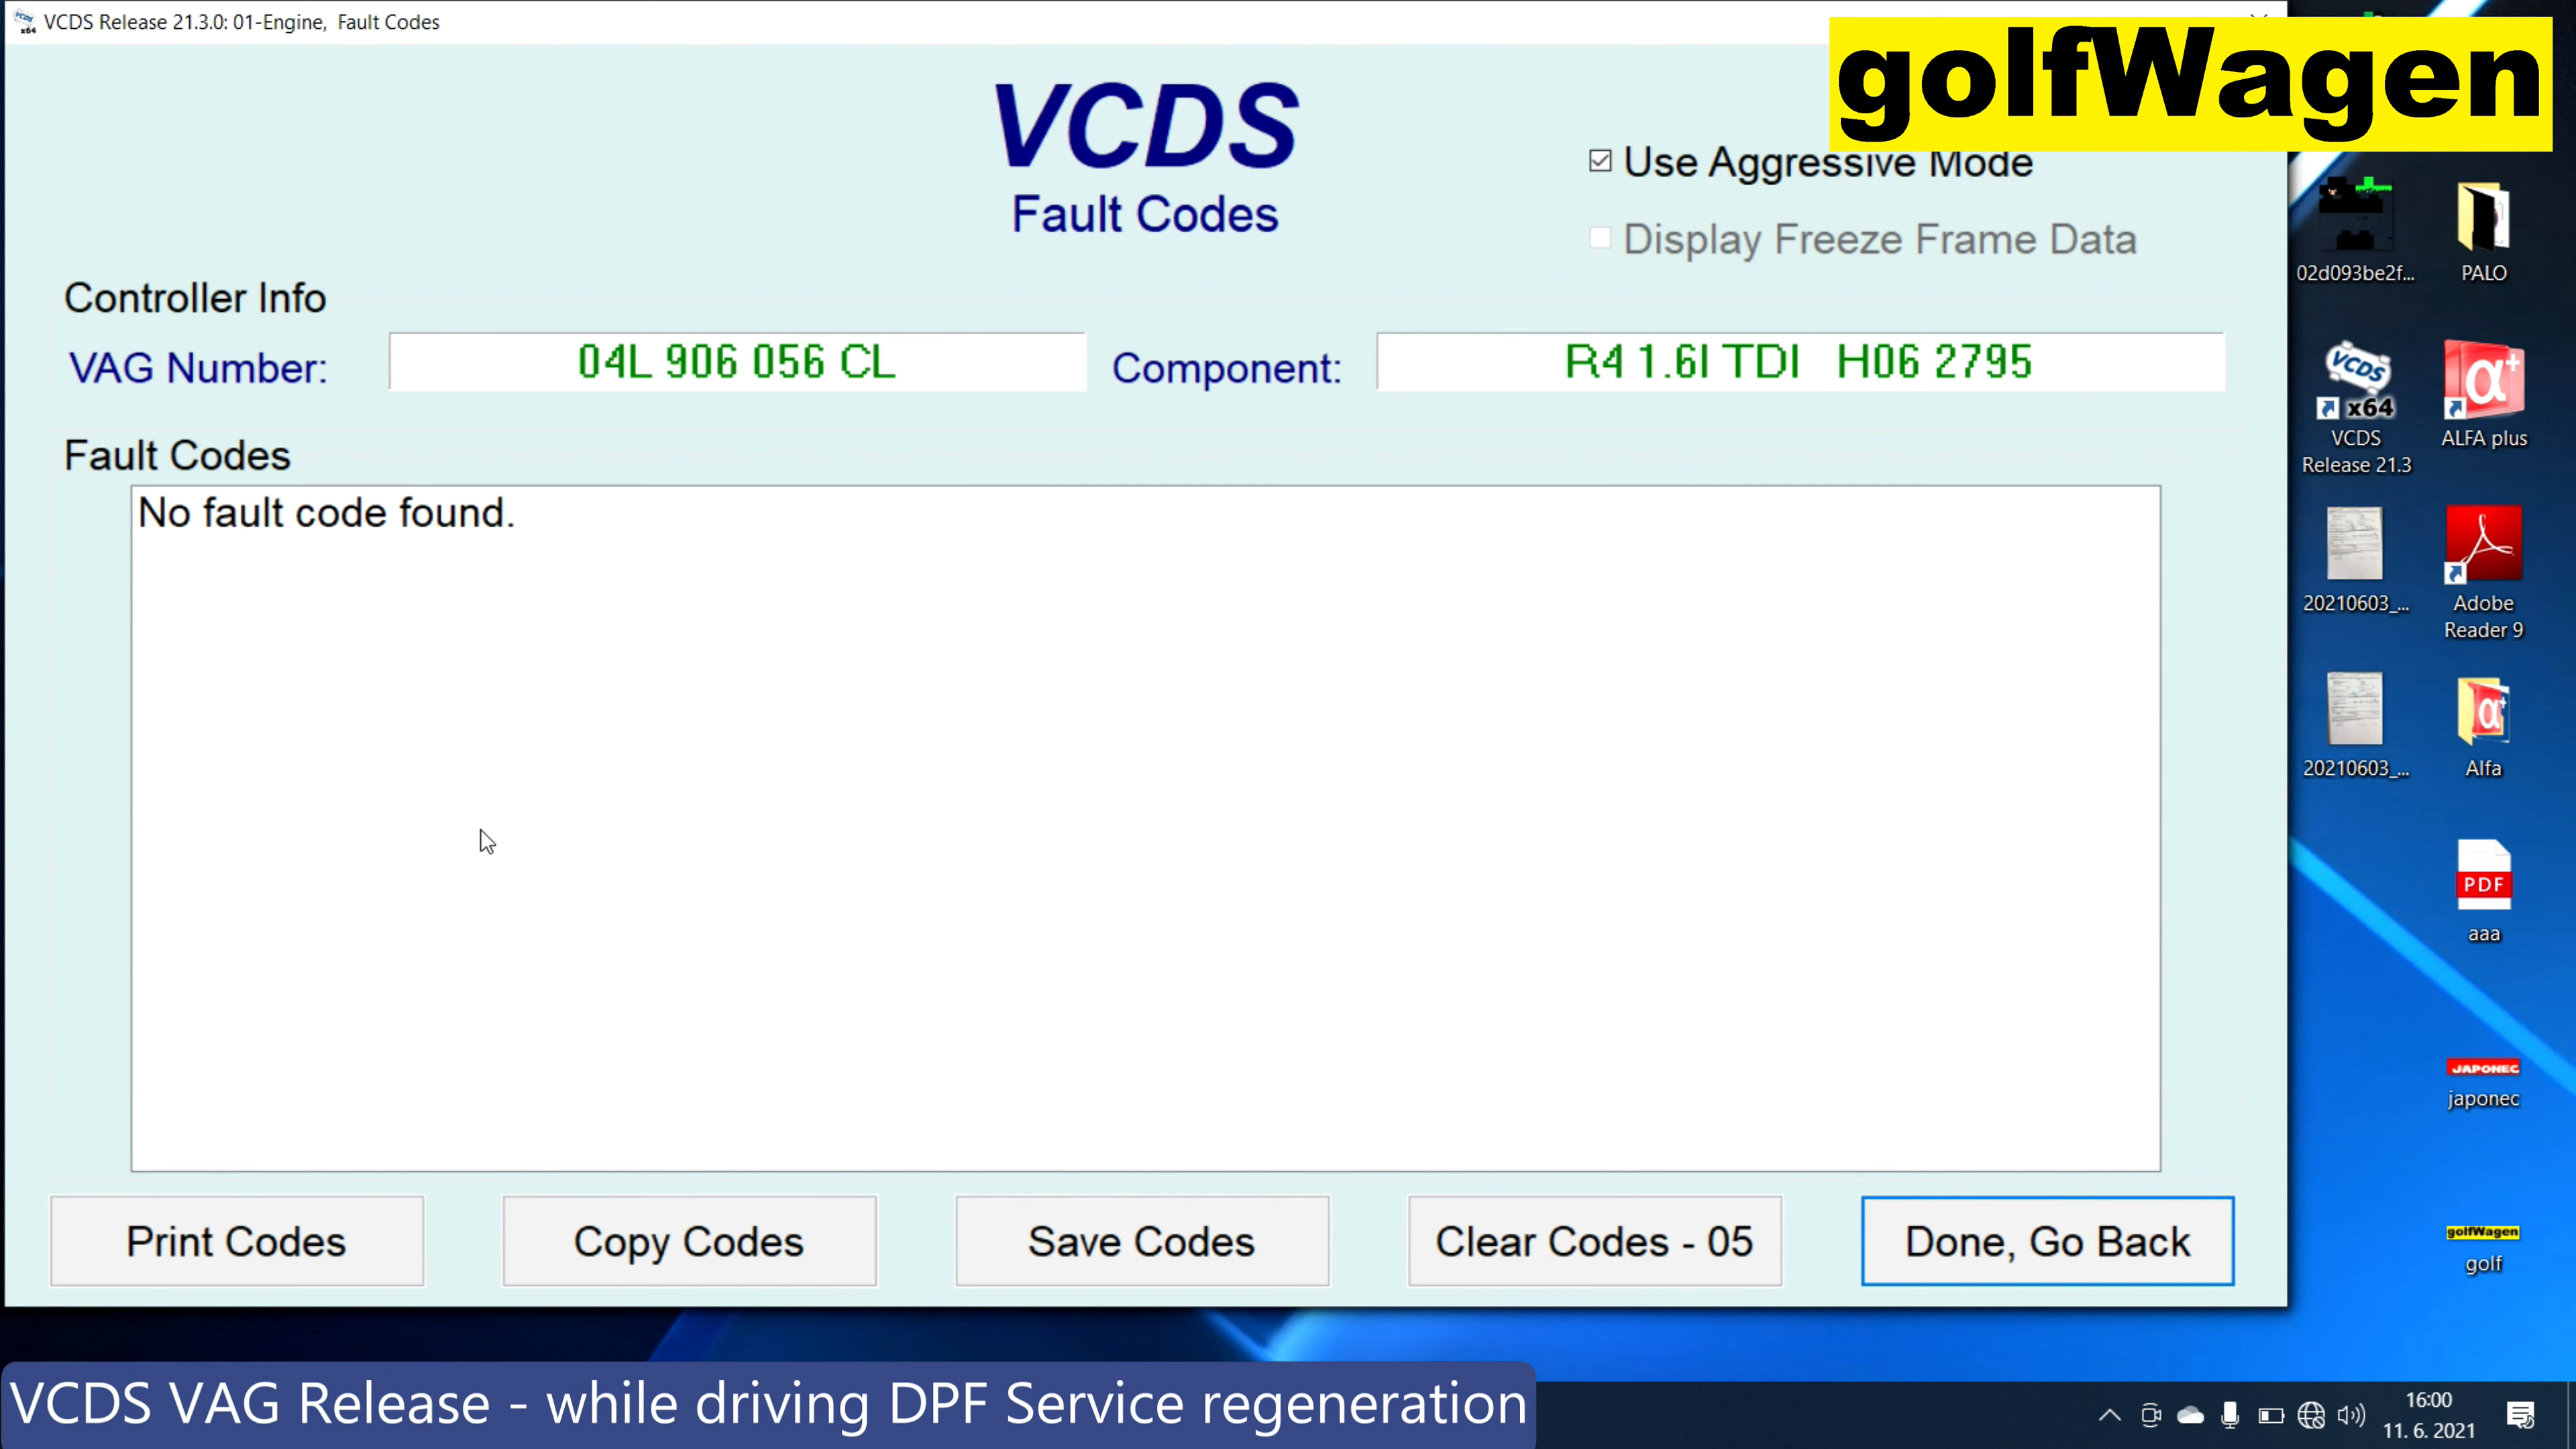 VCDS Release 21.3.0: 01-Engine, Fault Codes
golfWagen
VCDS
Fault Codes
Use Aggressive Mode
Display Freeze Frame Data
Controller Info
VAG Number:
04L 906 056 CL
Component:
R4 1.6l TDI H06 2795
Fault Codes
No fault code found.
Print Codes
Copy Codes
Save Codes
Clear Codes - 05
Done, Go Back
02d093be2f...
PALO
VCDS
x64
VCDS
Release 21.3
ALFA plus
20210603_...
Adobe
Reader 9
20210603_...
Alfa
PDF
aaa
JAPONEC
japonec
golfWagen
golf
VCDS VAG Release - while driving DPF Service regeneration
16:00
11. 6. 2021